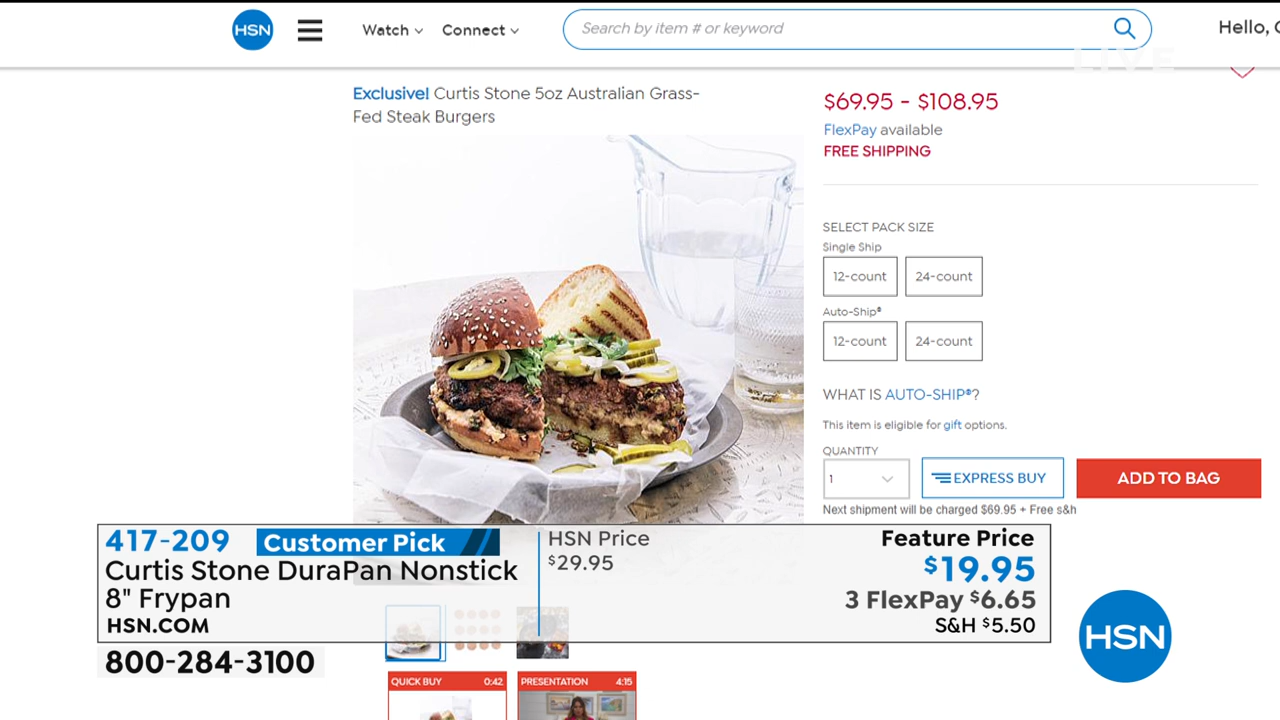 HSN
Watch
Connect
Search by item # or keyword
Hello,
LIVE
Exclusive! Curtis Stone 5oz Australian Grass-
Fed Steak Burgers
$69.95 - $108.95
FlexPay available
FREE SHIPPING
SELECT PACK SIZE
Single Ship
12-count 24-count
Auto-Ship®
12-count 24-count
WHAT IS AUTO-SHIP®?
This item is eligible for gift options.
QUANTITY
1
EXPRESS BUY
ADD TO BAG
Next shipment will be charged $69.95 + Free s&h
417-209 Customer Pick
Curtis Stone DuraPan Nonstick
8" Frypan
HSN.COM
HSN Price
$29.95
Feature Price
$19.95
3 FlexPay $6.65
S&H $5.50
800-284-3100
HSN
QUICK BUY 0:42
PRESENTATION 4:15